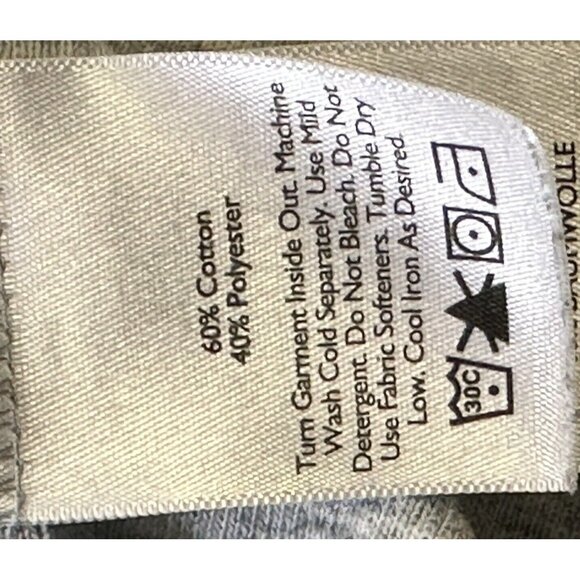 60% Cotton
40% Polyester
Turn Garment Inside Out. Machine
Wash Cold Separately. Use Mild
Detergent. Do Not Bleach. Do Not
Use Fabric Softeners. Tumble Dry
Low. Cool Iron As Desired.
30C